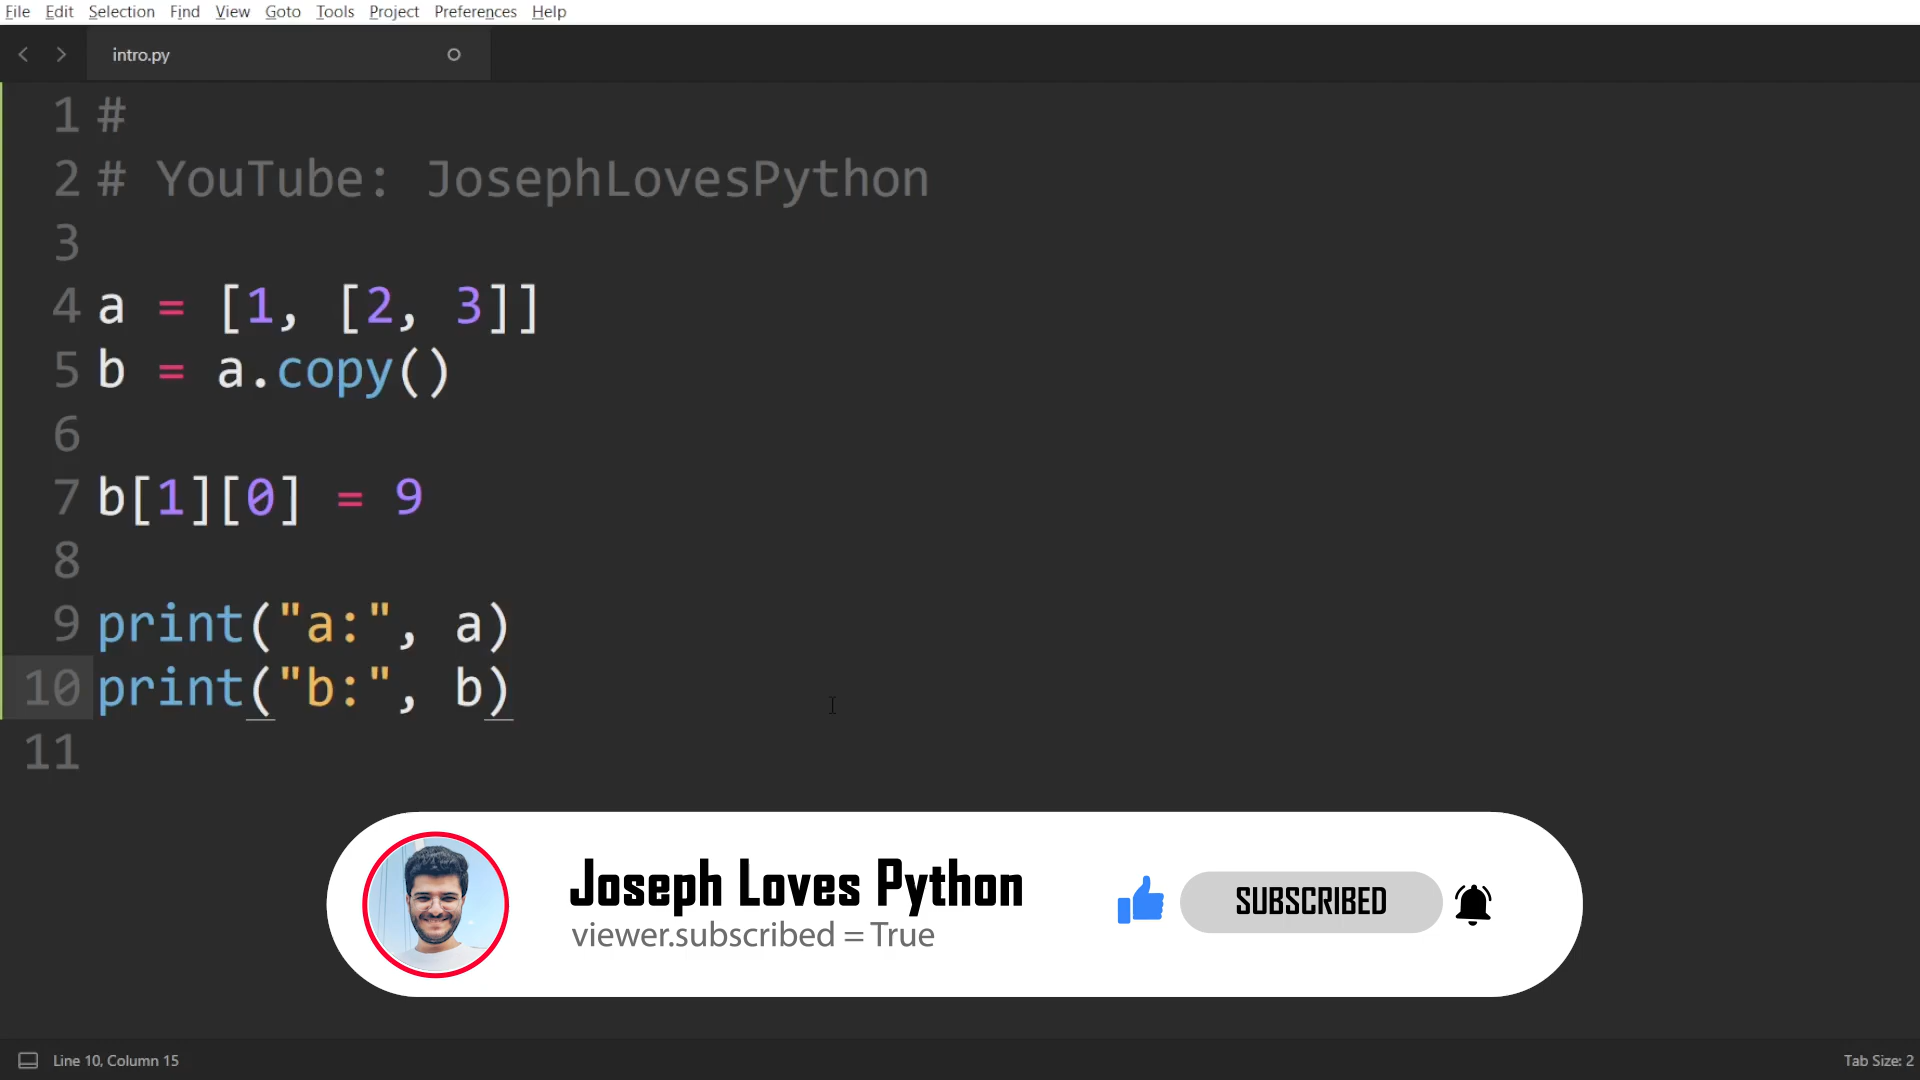 File Edit Selection Find View Goto Tools Project Preferences Help
intro.py
1 #
2 # YouTube: JosephLovesPython
3
4 a = [1, [2, 3]]
5 b = a.copy()
6
7 b[1][0] = 9
8
9 print("a:", a)
10 print("b:", b)
11
Joseph Loves Python
viewer.subscribed = True
SUBSCRIBED
Line 10, Column 15
Tab Size: 2